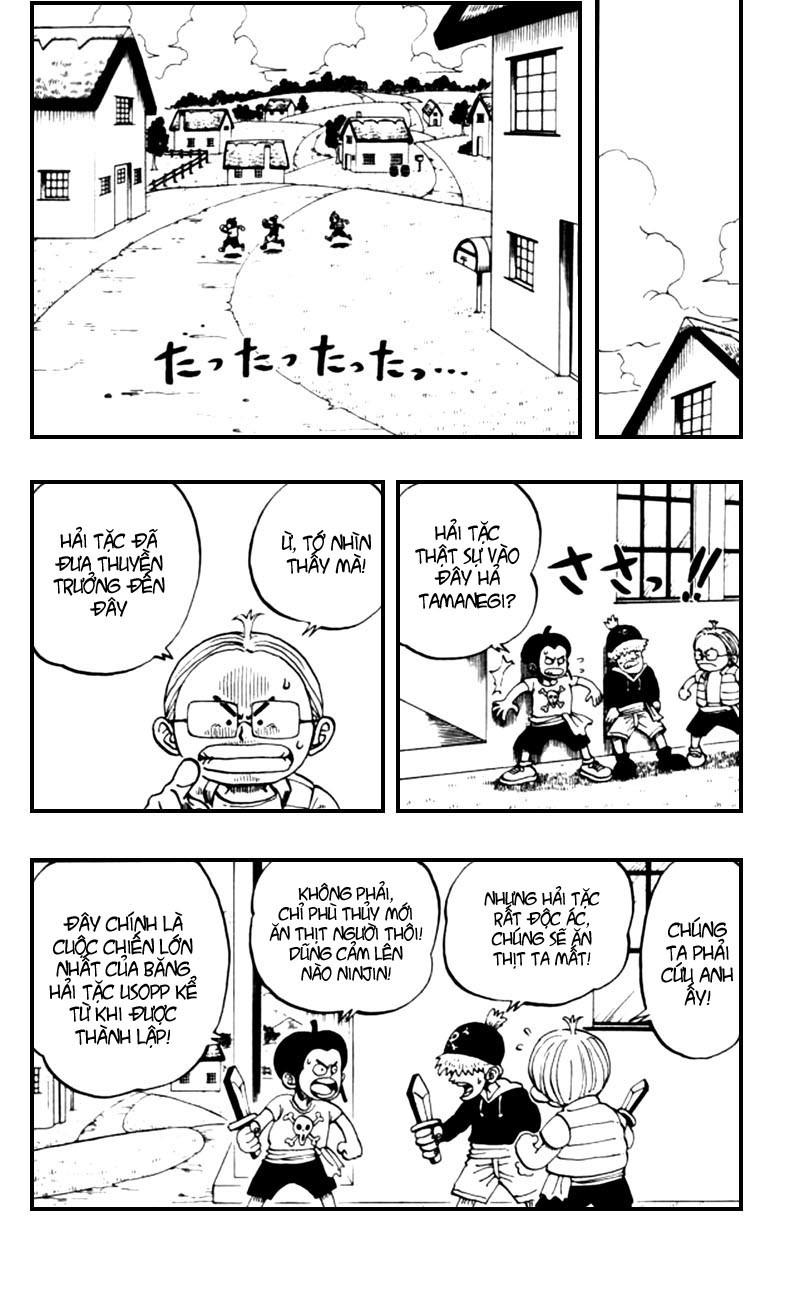 たったったったっ...
HẢI TẶC
THẬT SỰ VÀO
ĐÂY HẢ
TAMANEGI?
ササッ!!
Ừ, TỚ NHÌN
THẤY MÀ!
HẢI TẶC ĐÃ
ĐƯA THUYỀN
TRƯỞNG ĐẾN
ĐÂY
CHÚNG
TA PHẢI
CỨU ANH
ẤY!
NHƯNG HẢI TẶC
RẤT ĐỘC ÁC,
CHÚNG SẼ ĂN
THỊT TA MẤT!
KHÔNG PHẢI,
CHỈ PHÙ THỦY MỚI
ĂN THỊT NGƯỜI THÔI!
DŨNG CẢM LÊN
NÀO NINJIN!
ĐÂY CHÍNH LÀ
CUỘC CHIẾN LỚN
NHẤT CỦA BĂNG
HẢI TẶC USOPP KỂ
TỪ KHI ĐƯỢC
THÀNH LẬP!